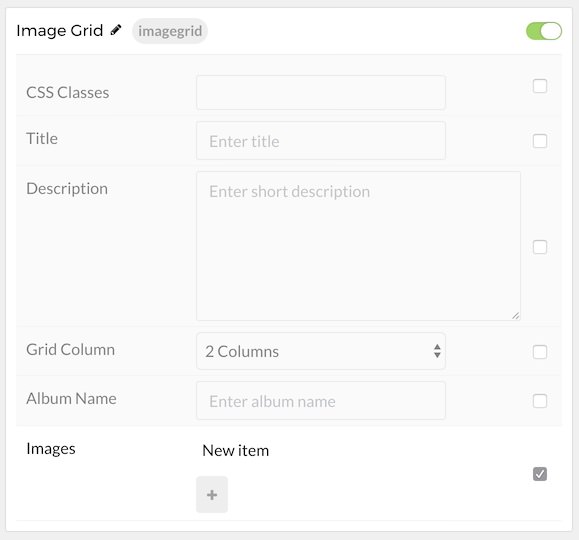 Image Grid imagegrid
CSS Classes
Title Enter title
Description Enter short description
Grid Column 2 Columns
Album Name Enter album name
Images New item
+